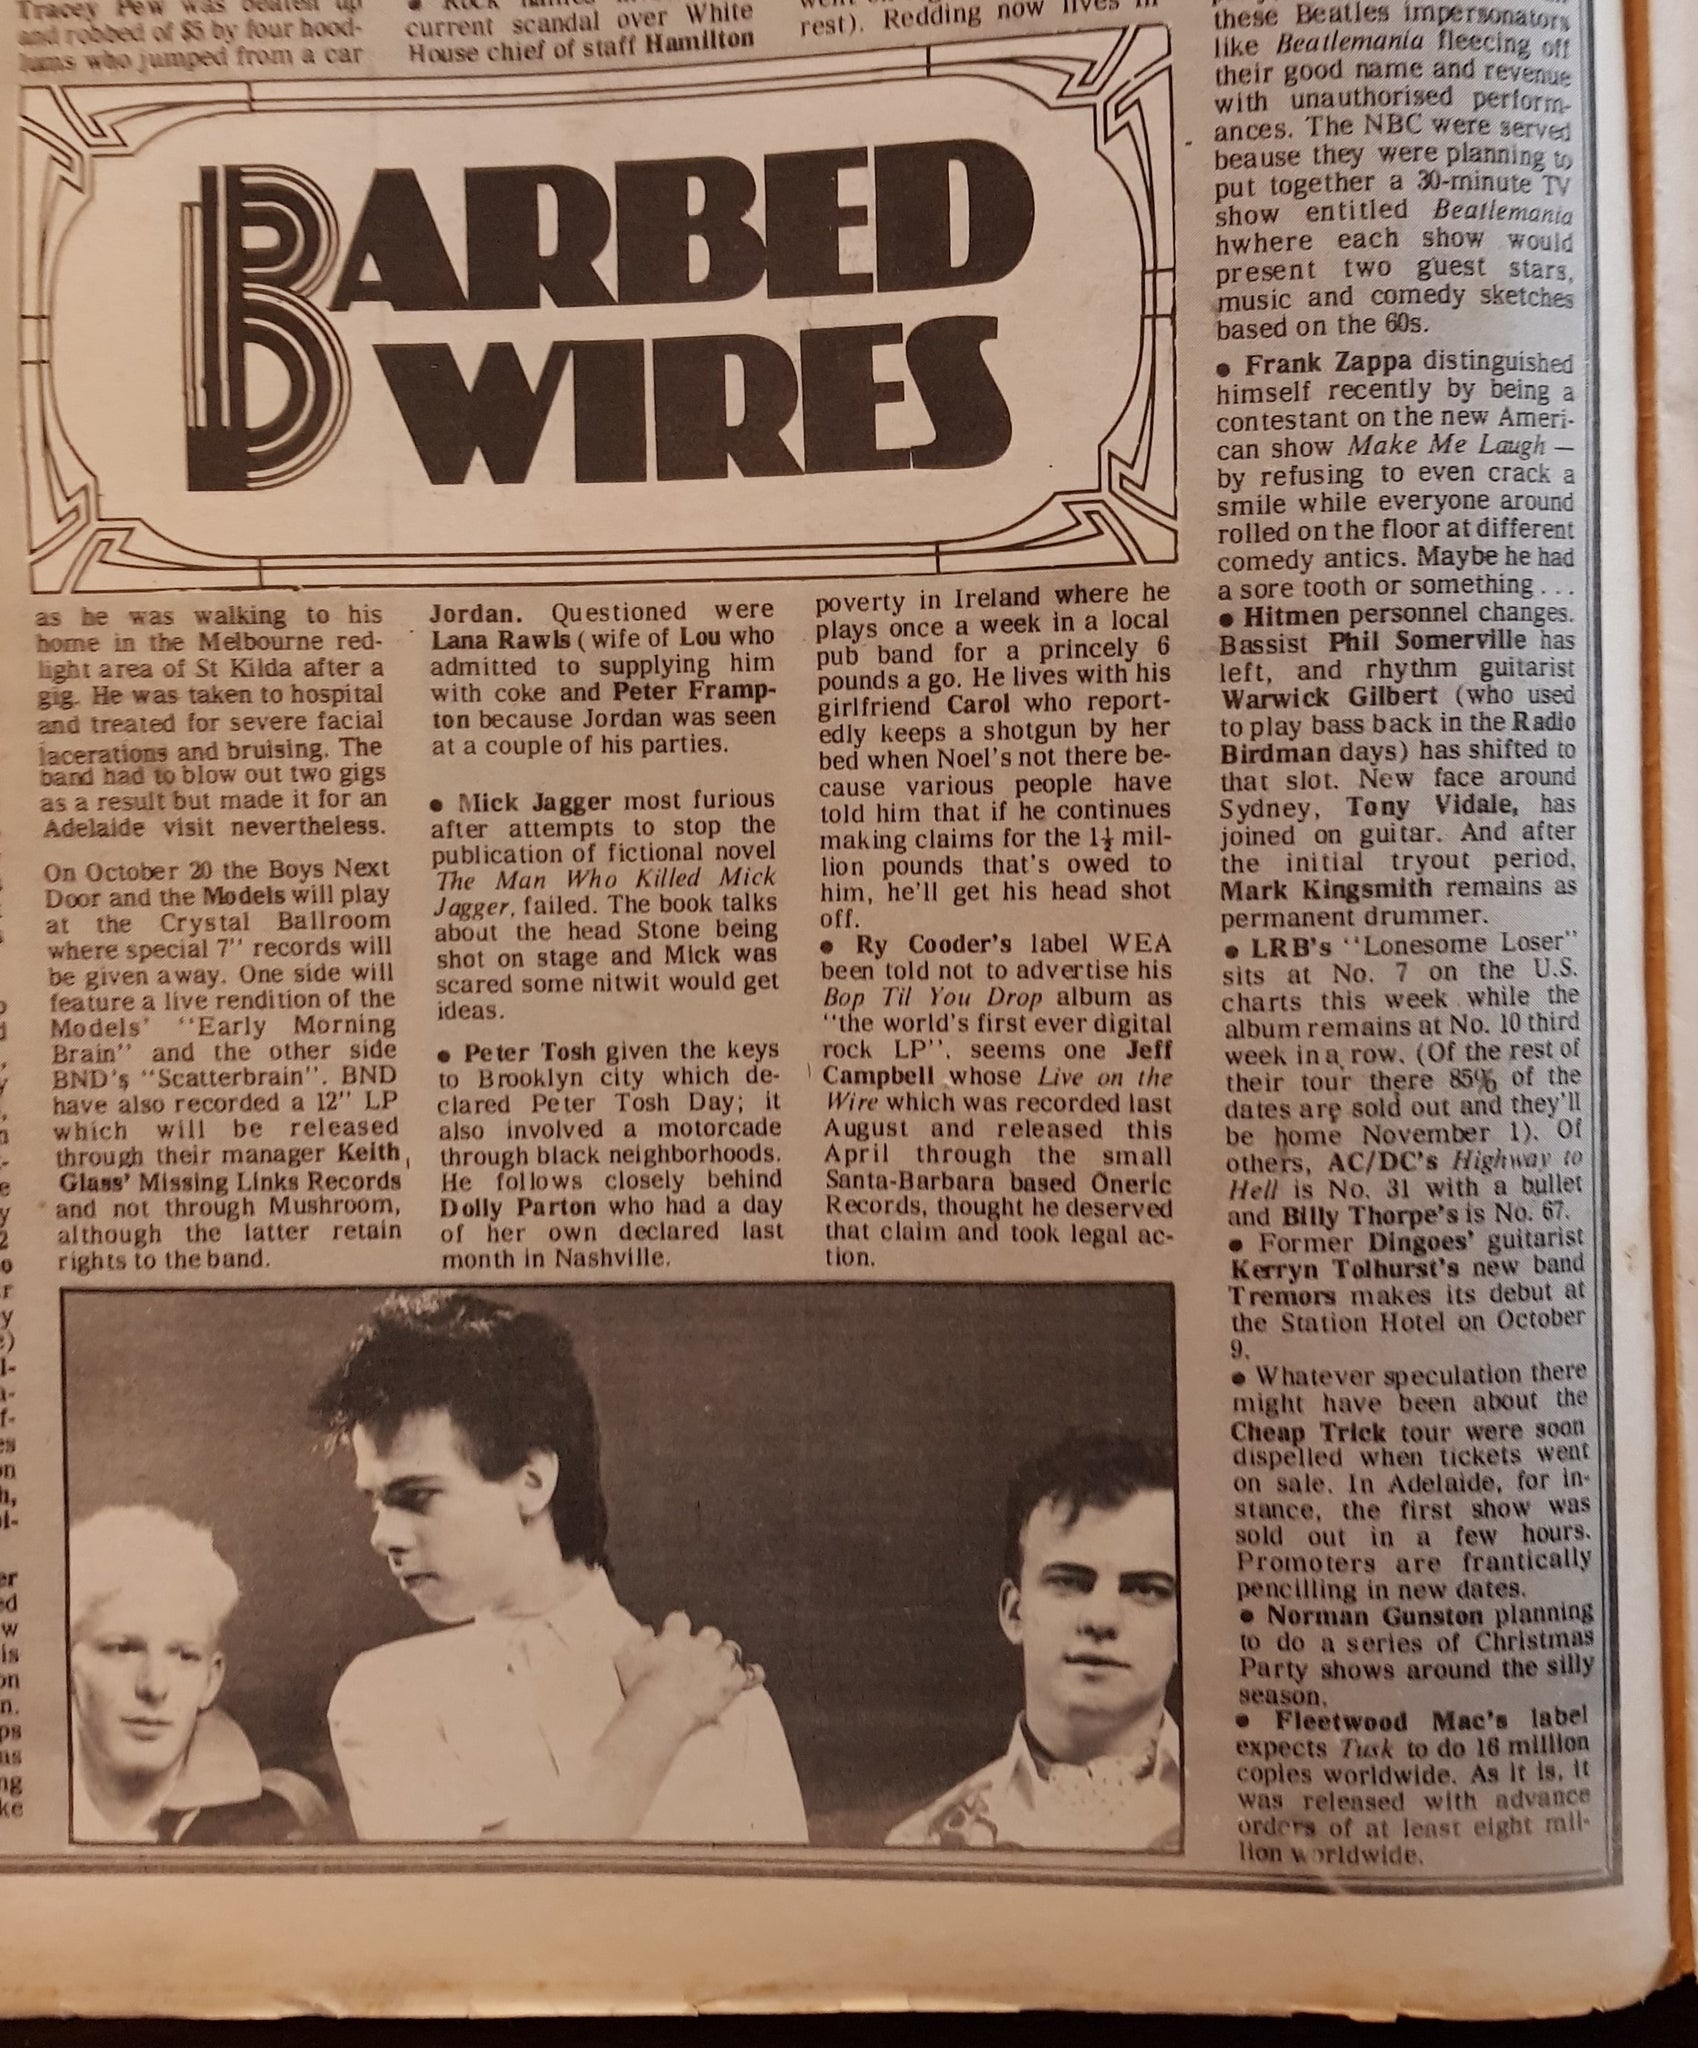 Tracey Pew was beaten up
and robbed of $5 by four hood-
lums who jumped from a car
current scandal over White
House chief of staff Hamilton
rest). Redding now lives in
BARBED
WIRES
as he was walking to his
home in the Melbourne red-
light area of St Kilda after a
gig. He was taken to hospital
and treated for severe facial
lacerations and bruising. The
band had to blow out two gigs
as a result but made it for an
Adelaide visit nevertheless.
On October 20 the Boys Next
Door and the Models will play
at the Crystal Ballroom
where special 7" records will
be given away. One side will
feature a live rendition of the
Models' "Early Morning
Brain" and the other side
BND's "Scatterbrain". BND
have also recorded a 12" LP
which will be released
through their manager Keith
Glass' Missing Links Records
and not through Mushroom,
although the latter retain
rights to the band.
Jordan. Questioned were
Lana Rawls (wife of Lou who
admitted to supplying him
with coke and Peter Framp-
ton because Jordan was seen
at a couple of his parties.
• Mick Jagger most furious
after attempts to stop the
publication of fictional novel
The Man Who Killed Mick
Jagger, failed. The book talks
about the head Stone being
shot on stage and Mick was
scared some nitwit would get
ideas.
• Peter Tosh given the keys
to Brooklyn city which de-
clared Peter Tosh Day; it
also involved a motorcade
through black neighborhoods.
He follows closely behind
Dolly Parton who had a day
of her own declared last
month in Nashville.
poverty in Ireland where he
plays once a week in a local
pub band for a princely 6
pounds a go. He lives with his
girlfriend Carol who report-
edly keeps a shotgun by her
bed when Noel's not there be-
cause various people have
told him that if he continues
making claims for the 1½ mil-
lion pounds that's owed to
him, he'll get his head shot
off.
• Ry Cooder's label WEA
been told not to advertise his
Bop Til You Drop album as
"the world's first ever digital
rock LP". seems one Jeff
Campbell whose Live on the
Wire which was recorded last
August and released this
April through the small
Santa-Barbara based Oneric
Records, thought he deserved
that claim and took legal ac-
tion.
these Beatles impersonators
like Beatlemania fleecing off
their good name and revenue
with unauthorised perform-
ances. The NBC were served
beause they were planning to
put together a 30-minute TV
show entitled Beatlemania
hwhere each show would
present two guest stars,
music and comedy sketches
based on the 60s.
• Frank Zappa distinguished
himself recently by being a
contestant on the new Ameri-
can show Make Me Laugh —
by refusing to even crack a
smile while everyone around
rolled on the floor at different
comedy antics. Maybe he had
a sore tooth or something . . .
• Hitmen personnel changes.
Bassist Phil Somerville has
left, and rhythm guitarist
Warwick Gilbert (who used
to play bass back in the Radio
Birdman days) has shifted to
that slot. New face around
Sydney, Tony Vidale, has
joined on guitar. And after
the initial tryout period,
Mark Kingsmith remains as
permanent drummer.
• LRB's "Lonesome Loser"
sits at No. 7 on the U.S.
charts this week while the
album remains at No. 10 third
week in a row. (Of the rest of
their tour there 85% of the
dates are sold out and they'll
be home November 1). Of
others, AC/DC's Highway to
Hell is No. 31 with a bullet
and Billy Thorpe's is No. 67.
• Former Dingoes' guitarist
Kerryn Tolhurst's new band
Tremors makes its debut at
the Station Hotel on October
9.
• Whatever speculation there
might have been about the
Cheap Trick tour were soon
dispelled when tickets went
on sale. In Adelaide, for in-
stance, the first show was
sold out in a few hours.
Promoters are frantically
pencilling in new dates.
• Norman Gunston planning
to do a series of Christmas
Party shows around the silly
season.
• Fleetwood Mac's label
expects Tusk to do 16 million
copies worldwide. As it is, it
was released with advance
orders of at least eight mil-
lion worldwide.